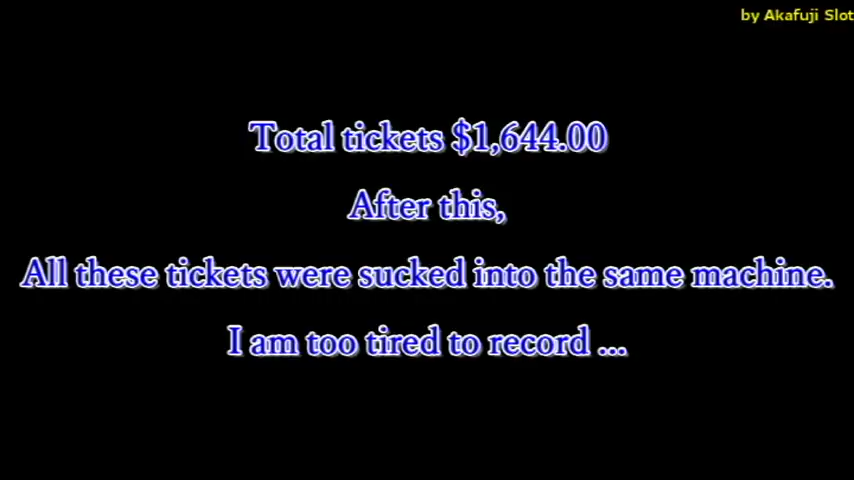 by Akafuji Slot
Total tickets $1,644.00
After this,
All these tickets were sucked into the same machine.
I am too tired to record ...